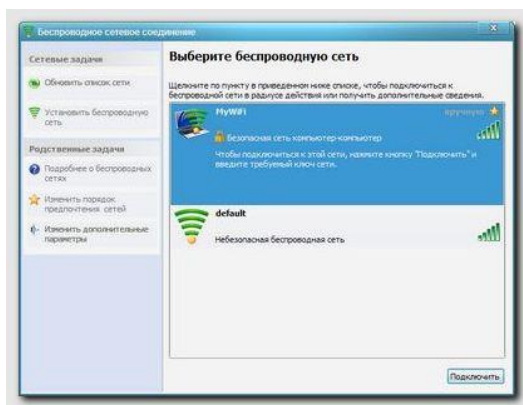 Беспроводное сетевое соединение
Сетевые задачи
Обновить список сети
Установить беспроводную
сеть
Родственные задачи
Подробнее о беспроводных
сетях
Изменить порядок
предпочтения сетей
Изменить дополнительные
параметры
Выберите беспроводную сеть
Щелкните по пункту в приведенном ниже списке, чтобы подключиться к
беспроводной сети в радиусе действия или получить дополнительные сведения.
MyWiFi
вручную
Безопасная сеть компьютер-компьютер
Чтобы подключиться к этой сети, нажмите кнопку "Подключить" и
введите требуемый ключ сети.
default
Небезопасная беспроводная сеть
Подключить